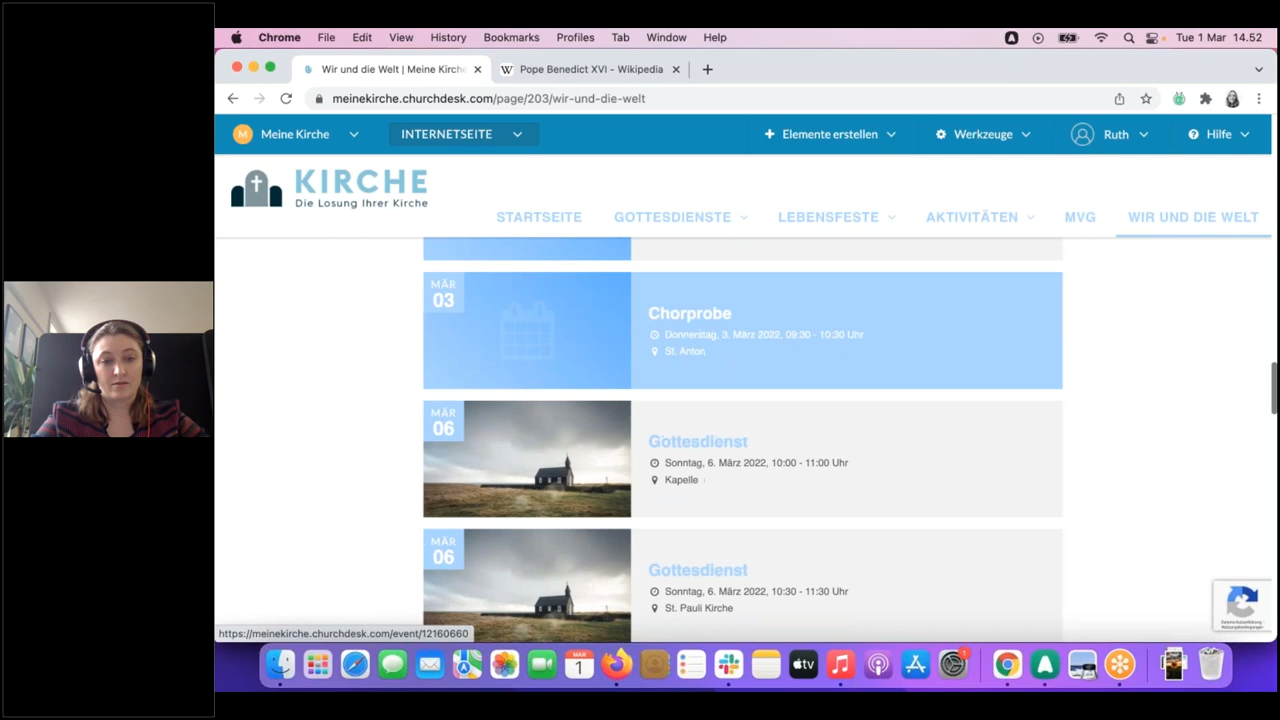 Chrome File Edit View History Bookmarks Profiles Tab Window Help Tue 1 Mar 14.52
Wir und die Welt | Meine Kirche
W Pope Benedict XVI - Wikipedia
meinekirche.churchdesk.com/page/203/wir-und-die-welt
M Meine Kirche INTERNETSEITE Elemente erstellen Werkzeuge Ruth Hilfe
KIRCHE
Die Losung Ihrer Kirche
STARTSEITE GOTTESDIENSTE LEBENSFESTE AKTIVITÄTEN MVG WIR UND DIE WELT
MÄR
03
Chorprobe
Donnerstag, 3. März 2022, 09:30 - 10:30 Uhr
St. Anton
MÄR
06
Gottesdienst
Sonntag, 6. März 2022, 10:00 - 11:00 Uhr
Kapelle
MÄR
06
Gottesdienst
Sonntag, 6. März 2022, 10:30 - 11:30 Uhr
St. Pauli Kirche
https://meinekirche.churchdesk.com/event/12160660
MAR
1
tv
1